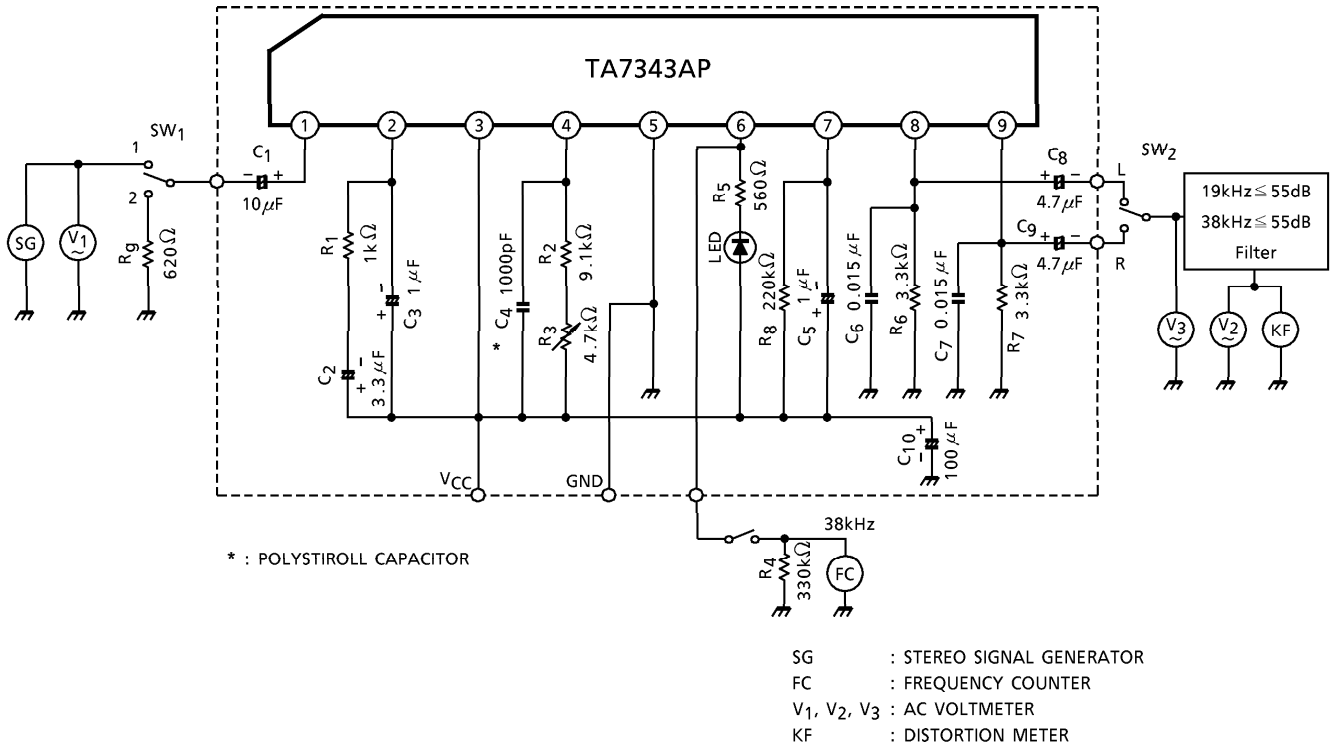 TA7343AP
1 2 3 4 5 6 7 8 9
SW1
1
2
C1
− +
10μF
SG
V1
~
Rg
620Ω
R1
1kΩ
C2
+ −
3.3μF
C3 1μF
+ −
C4 1000pF
*
R2
9.1kΩ
R3
4.7kΩ
R5
560Ω
LED
R8 220kΩ
C5 1μF
+ −
C6 0.015μF
R6 3.3kΩ
C7 0.015μF
R7 3.3kΩ
C8
+ −
4.7μF
C9
+ −
4.7μF
L
R
SW2
19kHz≦55dB
38kHz≦55dB
Filter
V3
~
V2
~
KF
C10
+
−
100μF
VCC
GND
38kHz
R4
330kΩ
FC
* : POLYSTIROLL CAPACITOR
SG : STEREO SIGNAL GENERATOR
FC : FREQUENCY COUNTER
V1, V2, V3 : AC VOLTMETER
KF : DISTORTION METER